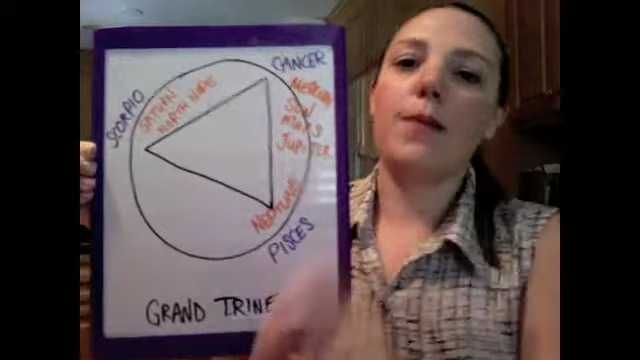 CANCER
MERCURY
SUN
MARS
JUPITER
SCORPIO
SATURN
NORTH NODE
NEPTUNE
PISCES
GRAND TRINE